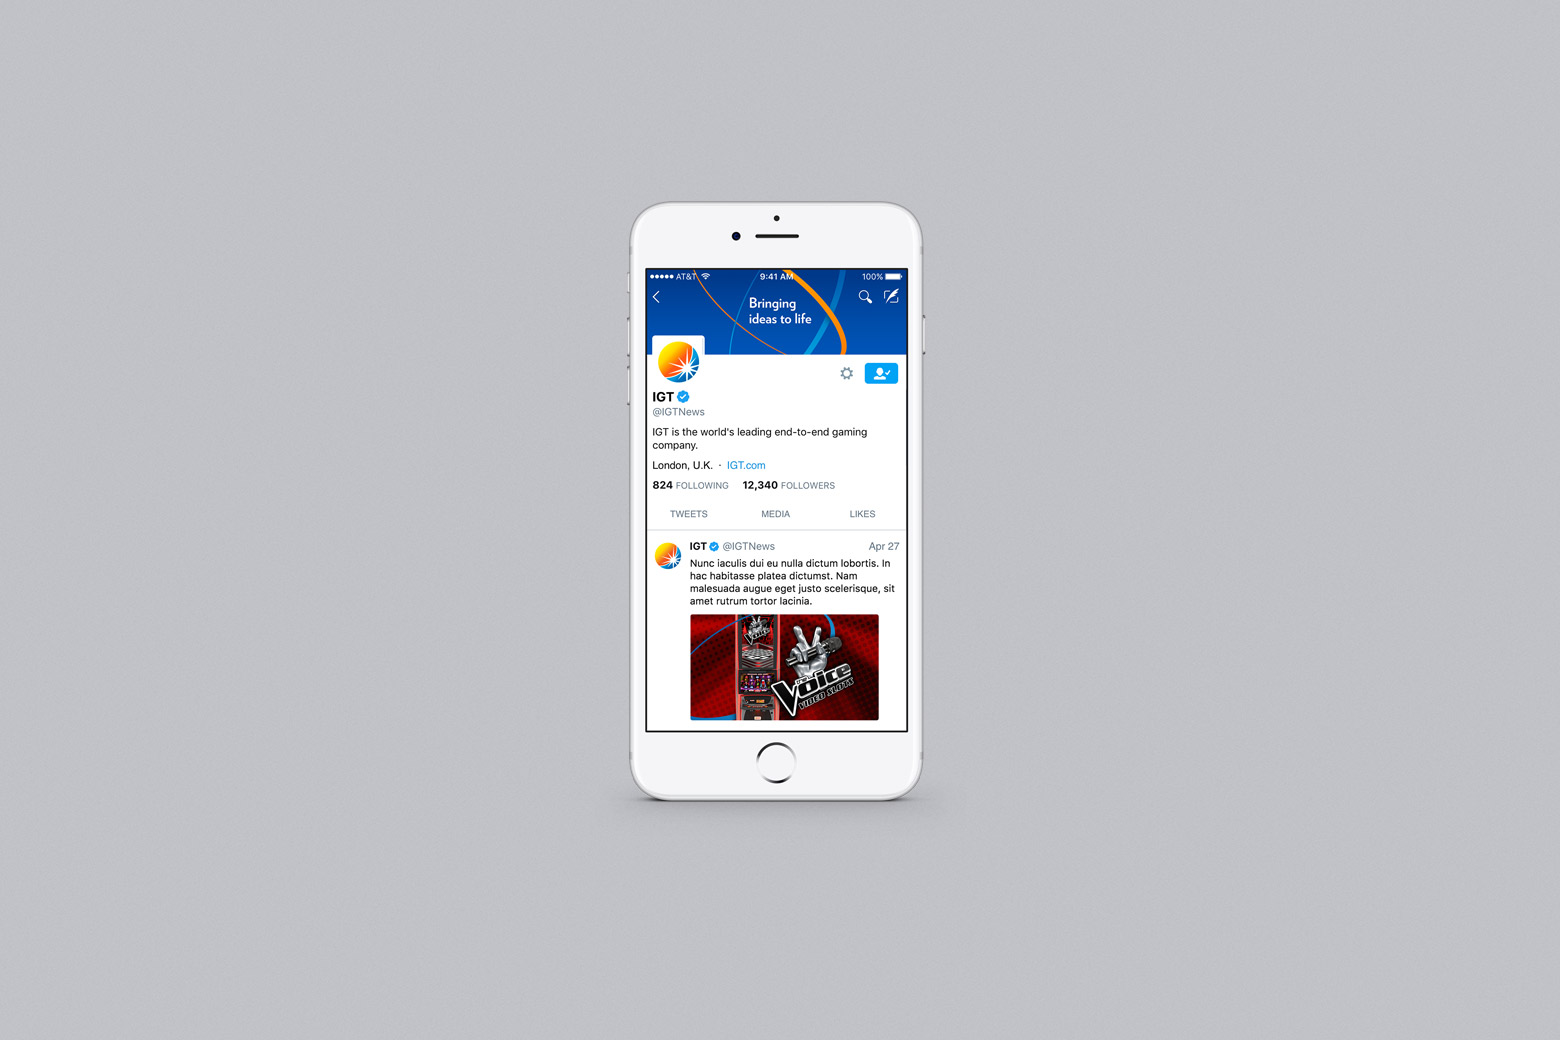 AT&T 9:41 AM 100%
Bringing
ideas to life
IGT
@IGTNews
IGT is the world's leading end-to-end gaming
company.
London, U.K. · IGT.com
824 FOLLOWING 12,340 FOLLOWERS
TWEETS MEDIA LIKES
IGT @IGTNews Apr 27
Nunc iaculis dui eu nulla dictum lobortis. In
hac habitasse platea dictumst. Nam
malesuada augue eget justo scelerisque, sit
amet rutrum tortor lacinia.
Voice
the
Voice
VIDEO SLOTS